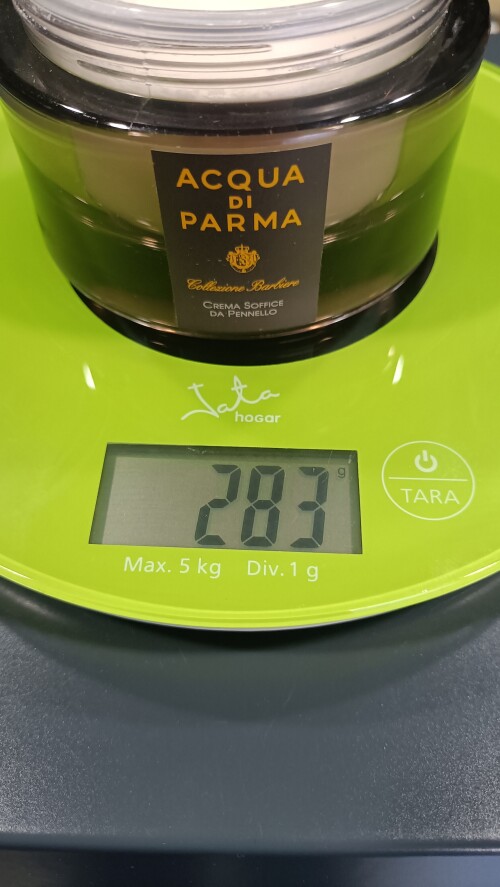 ACQUA
DI
PARMA
Collezione Barbiere
CREMA SOFFICE
DA PENNELLO
Jata
hogar
283 g
TARA
Max. 5 kg Div. 1 g